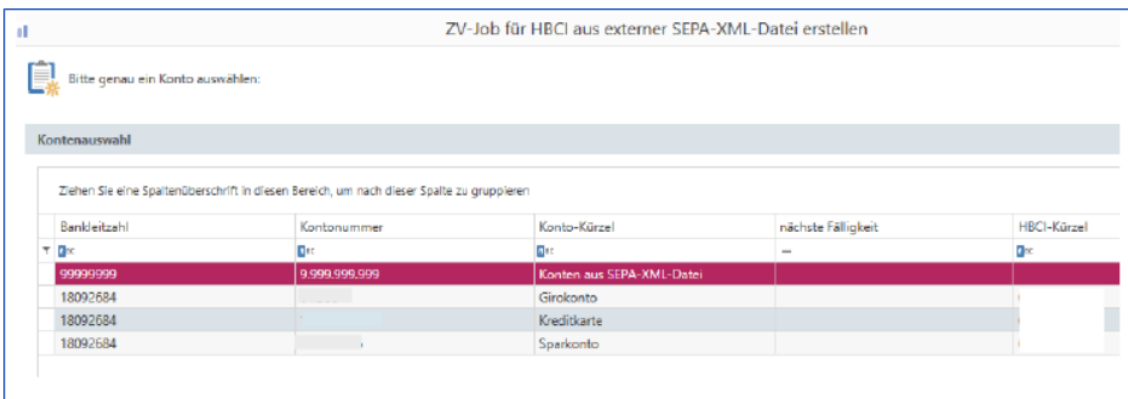 ZV-Job für HBCI aus externer SEPA-XML-Datei erstellen
Bitte genau ein Konto auswählen:
Kontenauswahl
Ziehen Sie eine Spaltenüberschrift in diesen Bereich, um nach dieser Spalte zu gruppieren
Bankleitzahl Kontonummer Konto-Kürzel nächste Fälligkeit HBCI-Kürzel
99999999 9.999.999.999 Konten aus SEPA-XML-Datei
18092684 Girokonto
18092684 Kreditkarte
18092684 Sparkonto